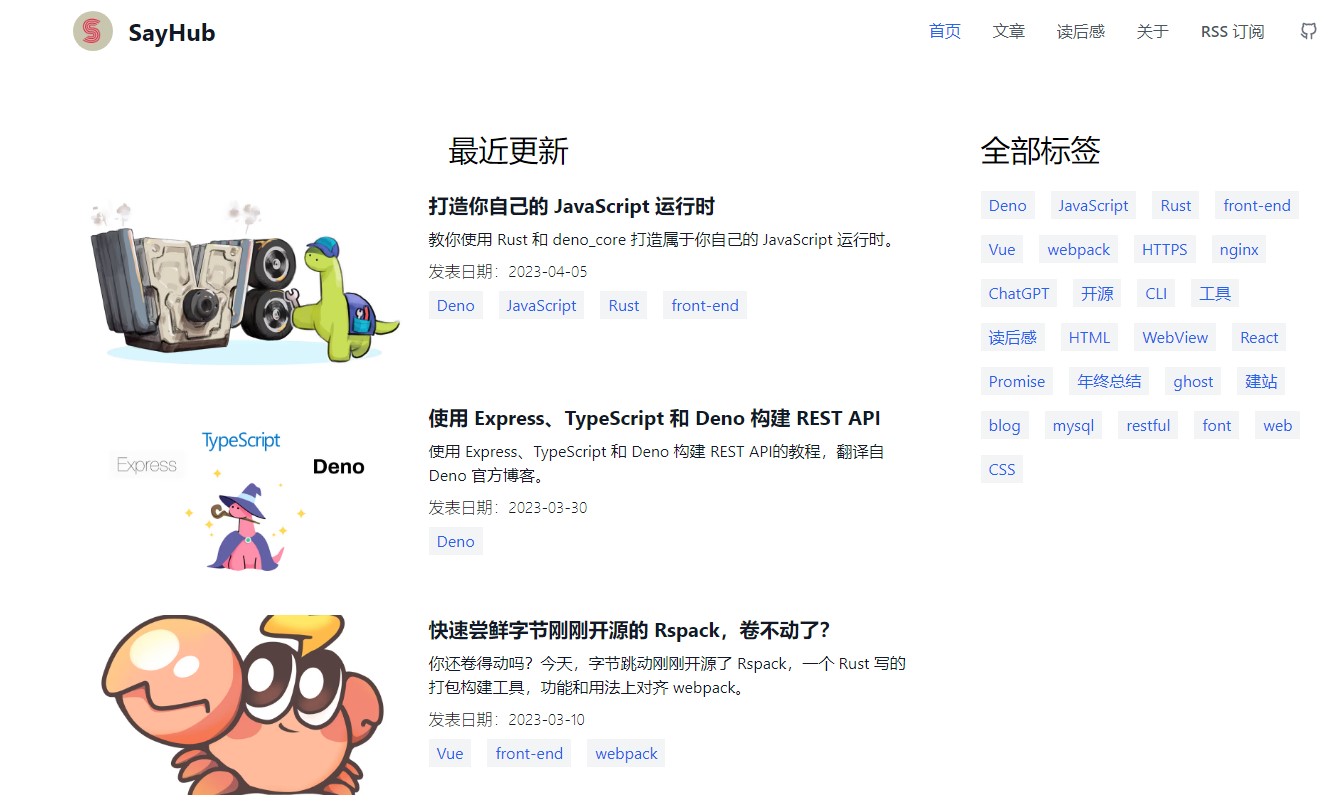 SayHub
首页 文章 读后感 关于 RSS 订阅
最近更新
打造你自己的 JavaScript 运行时
教你使用 Rust 和 deno_core 打造属于你自己的 JavaScript 运行时。
发表日期：2023-04-05
Deno JavaScript Rust front-end
TypeScript
Express
Deno
使用 Express、TypeScript 和 Deno 构建 REST API
使用 Express、TypeScript 和 Deno 构建 REST API的教程，翻译自
Deno 官方博客。
发表日期：2023-03-30
Deno
快速尝鲜字节刚刚开源的 Rspack，卷不动了？
你还卷得动吗？今天，字节跳动刚刚开源了 Rspack，一个 Rust 写的
打包构建工具，功能和用法上对齐 webpack。
发表日期：2023-03-10
Vue front-end webpack
全部标签
Deno JavaScript Rust front-end
Vue webpack HTTPS nginx
ChatGPT 开源 CLI 工具
读后感 HTML WebView React
Promise 年终总结 ghost 建站
blog mysql restful font web
CSS